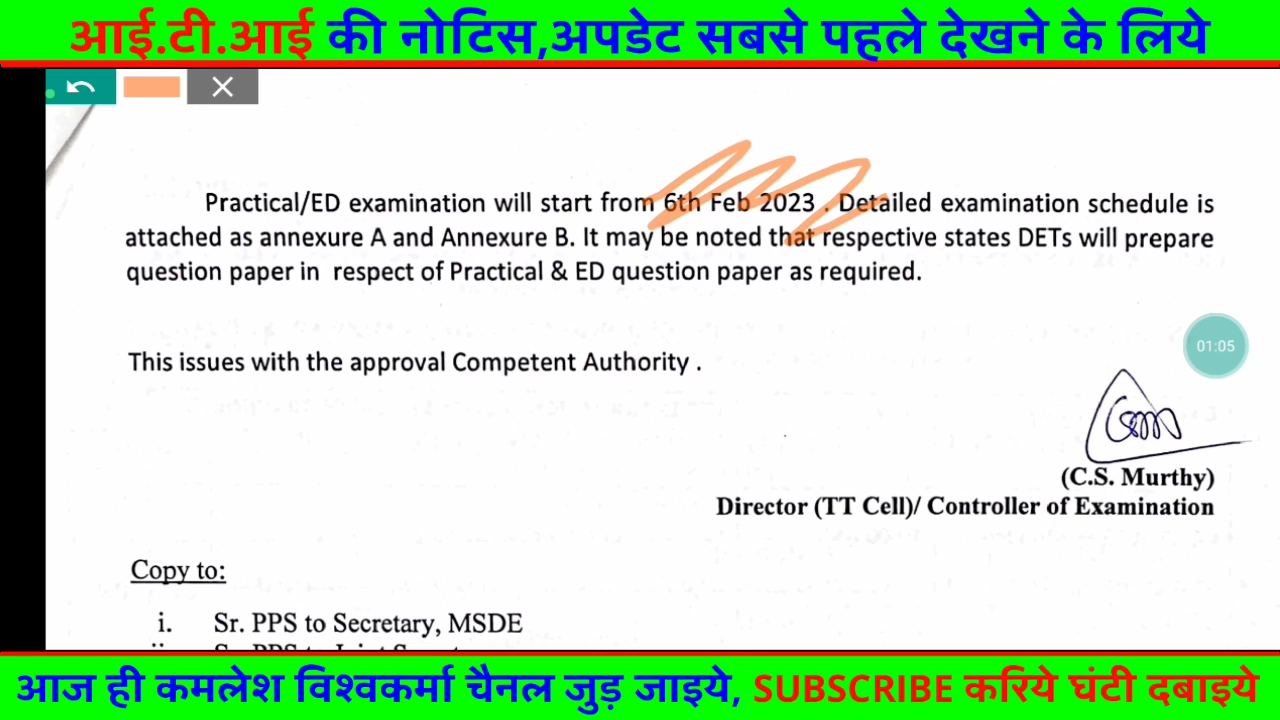 आई.टी.आई की नोटिस,अपडेट सबसे पहले देखने के लिये
Practical/ED examination will start from 6th Feb 2023 . Detailed examination schedule is
attached as annexure A and Annexure B. It may be noted that respective states DETs will prepare
question paper in respect of Practical & ED question paper as required.
This issues with the approval Competent Authority .
01:05
(C.S. Murthy)
Director (TT Cell)/ Controller of Examination
Copy to:
i. Sr. PPS to Secretary, MSDE
आज ही कमलेश विश्वकर्मा चैनल जुड़ जाइये, SUBSCRIBE करिये घंटी दबाइये